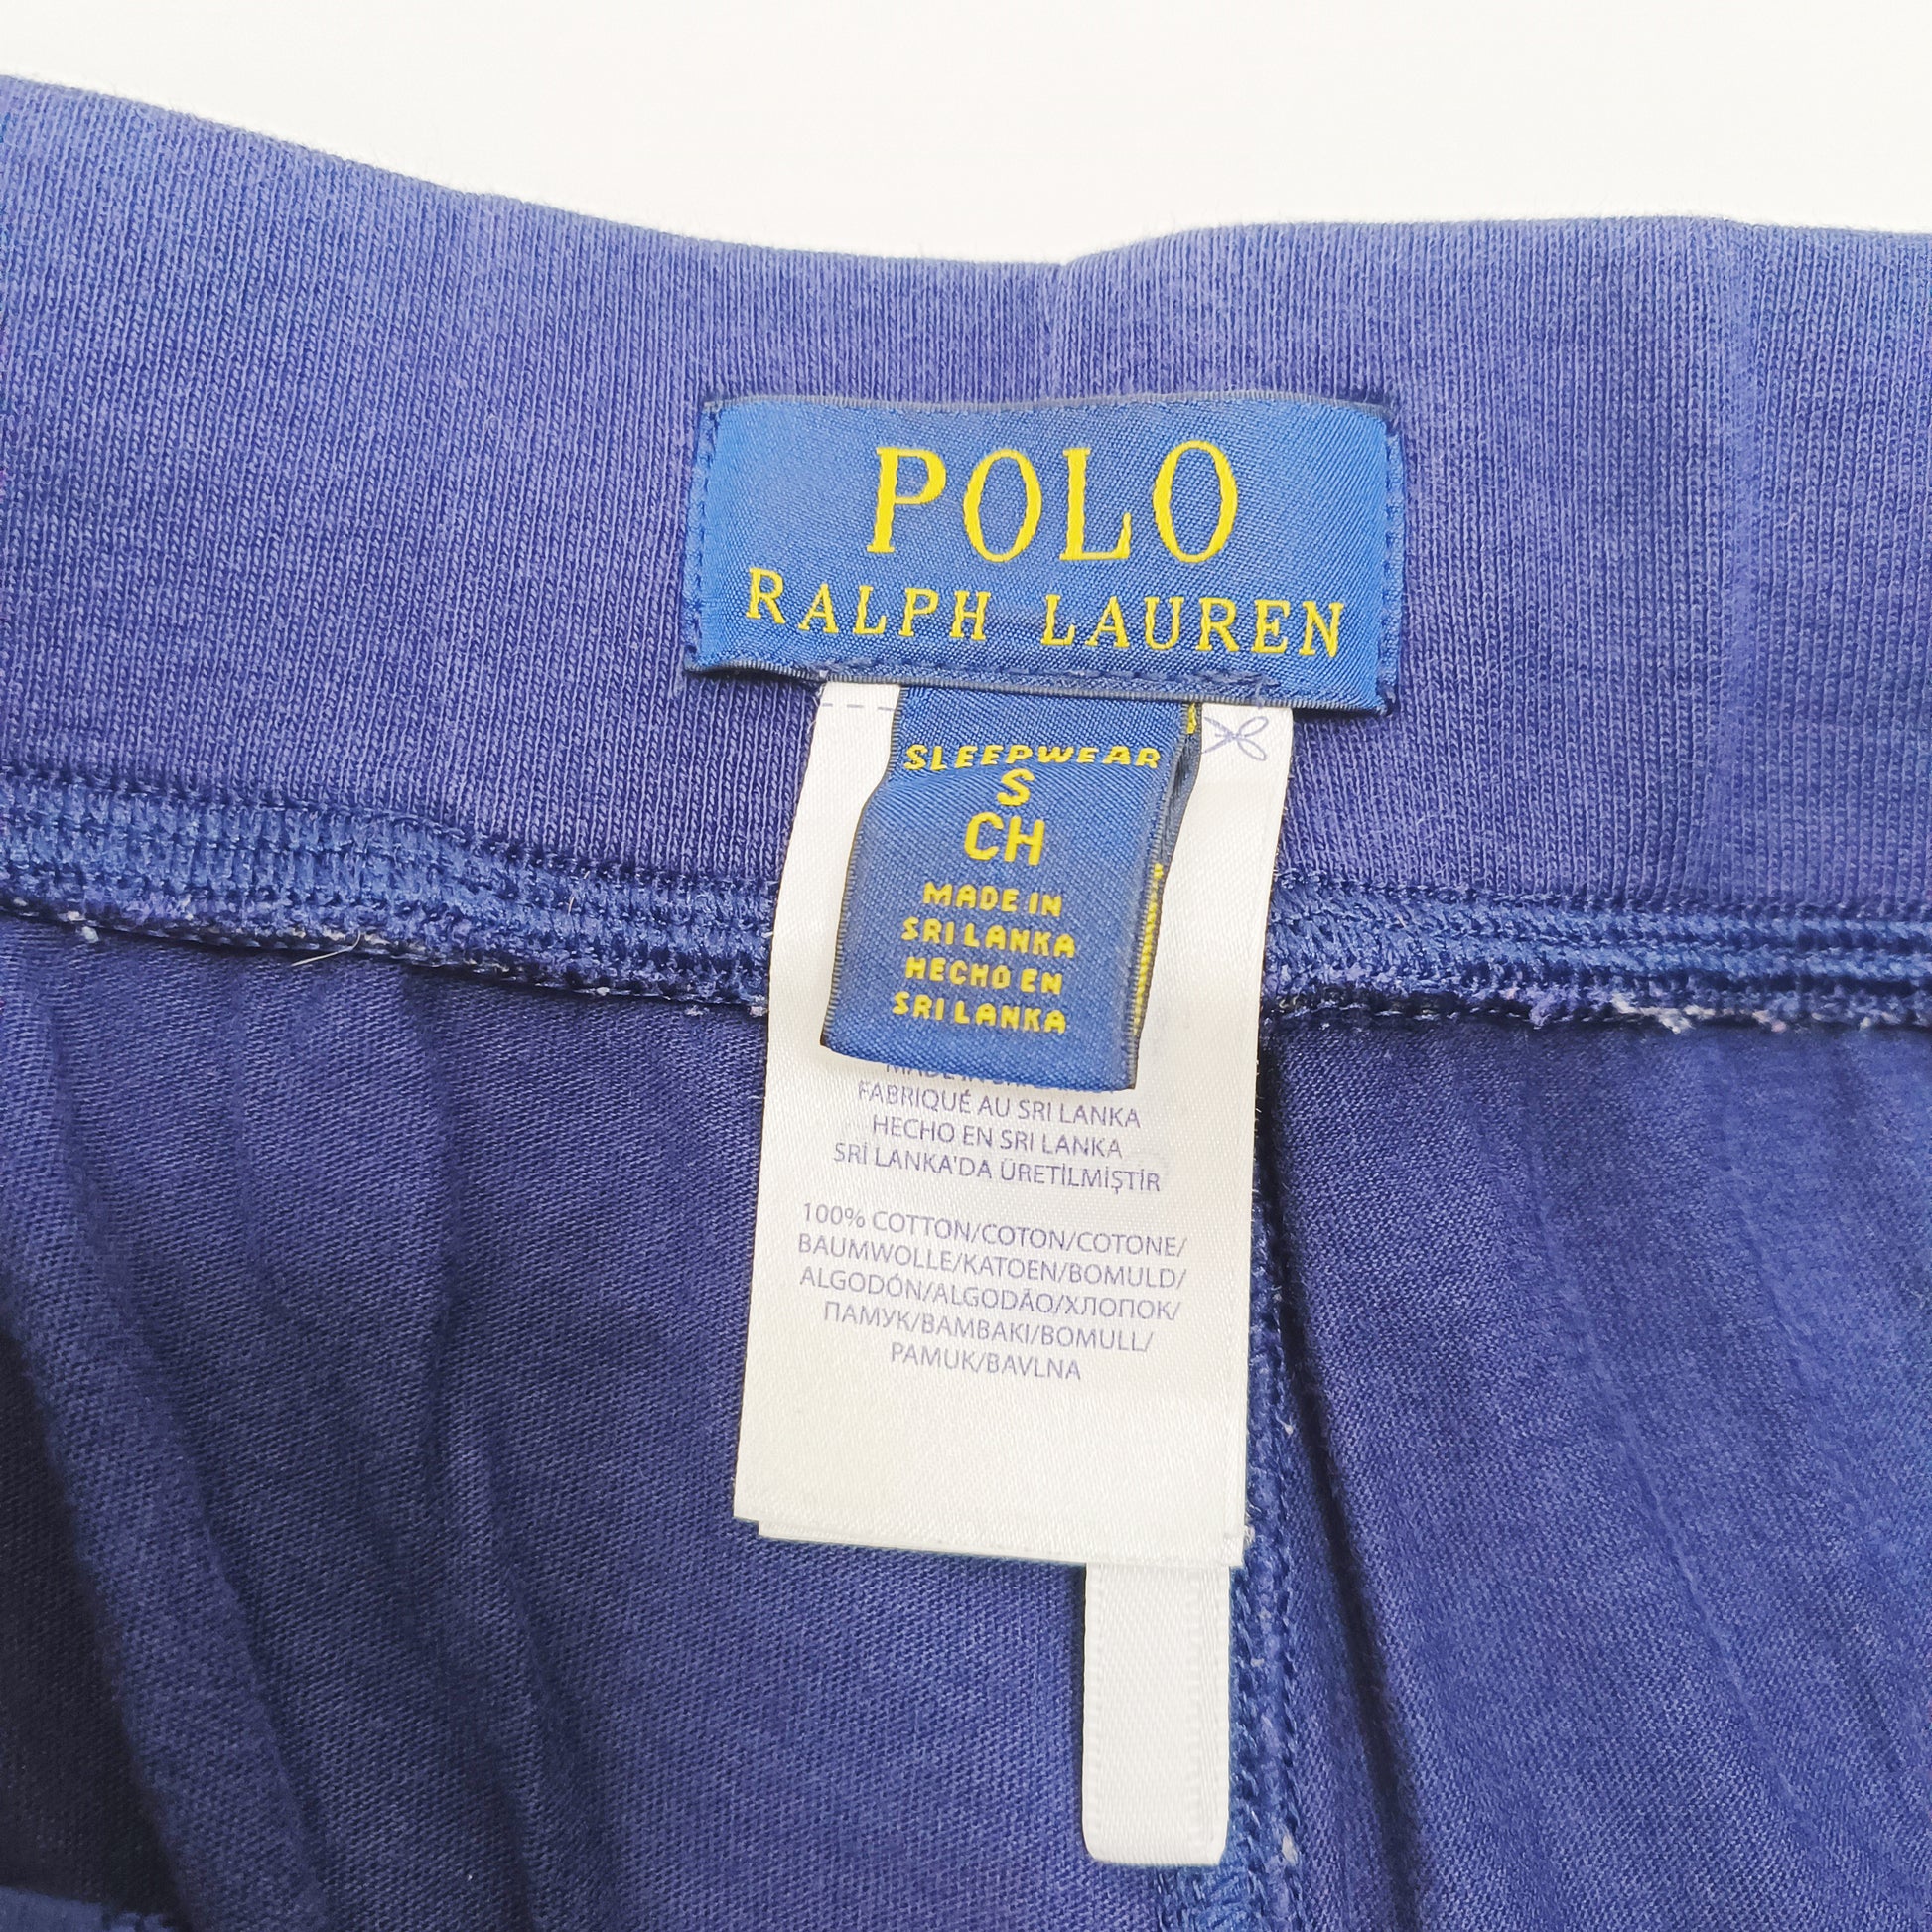 POLO
RALPH LAUREN
SLEEPWEAR
S
CH
MADE IN
SRI LANKA
HECHO EN
SRI LANKA
MADE IN
FABRIQUÉ AU SRI LANKA
HECHO EN SRI LANKA
SRİ LANKA'DA ÜRETİLMİŞTİR
100% COTTON/COTON/COTONE/
BAUMWOLLE/KATOEN/BOMULD/
ALGODÓN/ALGODÃO/ХЛОПОК/
ПАМУК/BAMBAKI/BOMULL/
PAMUK/BAVLNA